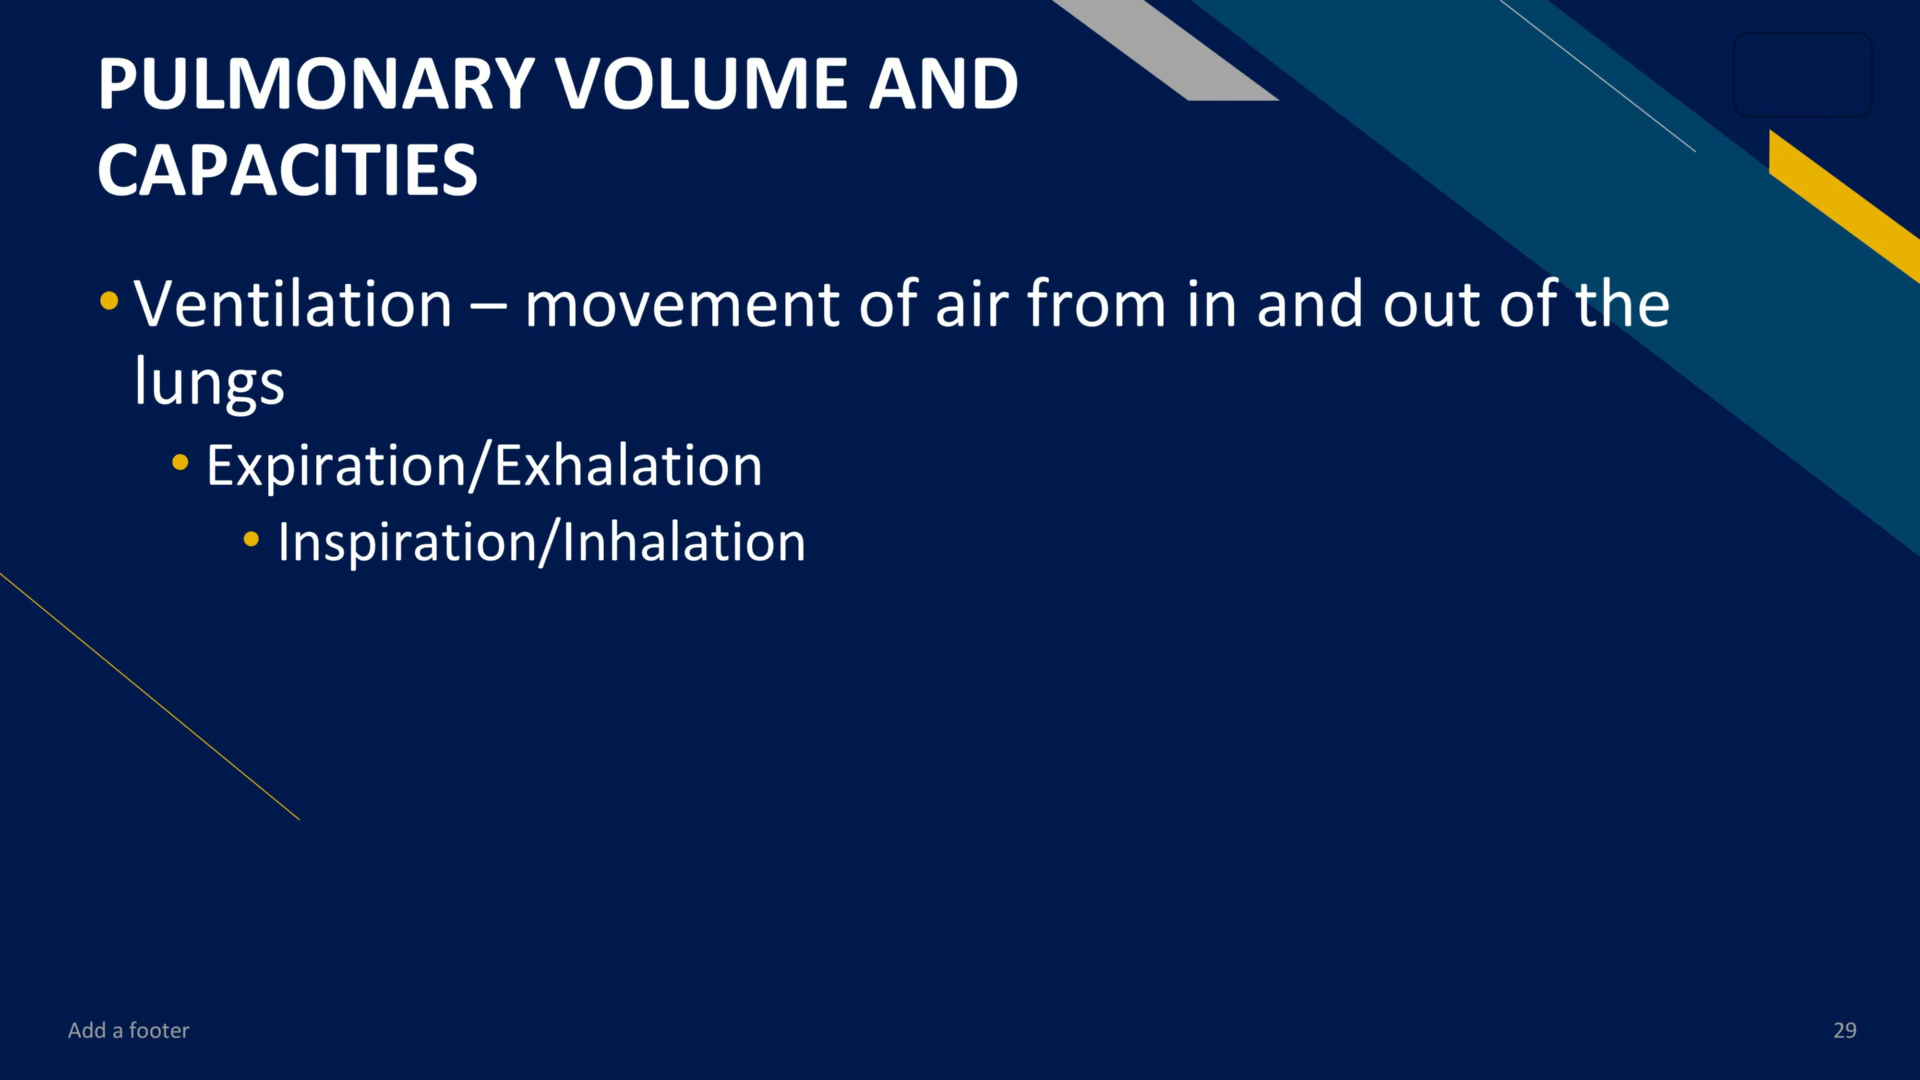 PULMONARY VOLUME AND
CAPACITIES
• Ventilation – movement of air from in and out of the
lungs
• Expiration/Exhalation
• Inspiration/Inhalation
Add a footer
29